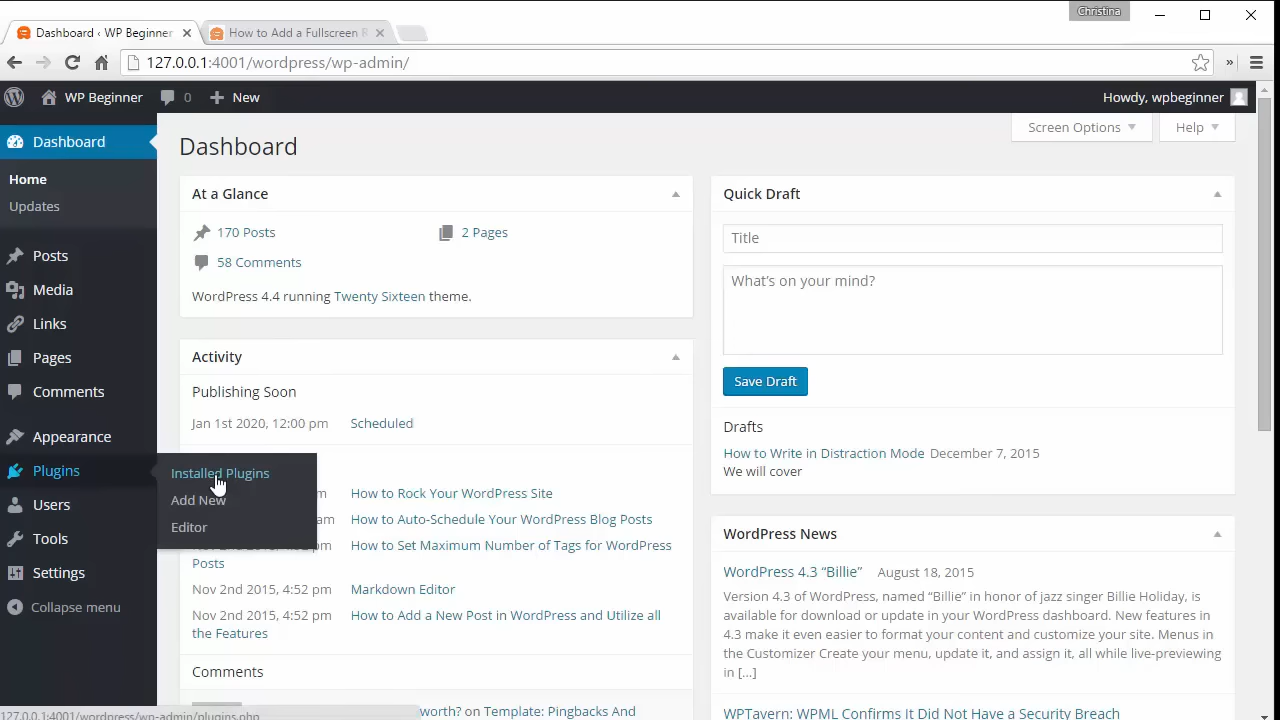 Christina
Dashboard ‹ WP Beginner
How to Add a Fullscreen B
127.0.0.1:4001/wordpress/wp-admin/
WP Beginner
0
New
Howdy, wpbeginner
Dashboard
Home
Updates
Posts
Media
Links
Pages
Comments
Appearance
Plugins
Users
Tools
Settings
Collapse menu
Installed Plugins
Add New
Editor
Screen Options
Help
Dashboard
At a Glance
170 Posts
2 Pages
58 Comments
WordPress 4.4 running Twenty Sixteen theme.
Activity
Publishing Soon
Jan 1st 2020, 12:00 pm Scheduled
m How to Rock Your WordPress Site
am How to Auto-Schedule Your WordPress Blog Posts
Nov 2nd 2015, 4:52 pm How to Set Maximum Number of Tags for WordPress
Posts
Nov 2nd 2015, 4:52 pm Markdown Editor
Nov 2nd 2015, 4:52 pm How to Add a New Post in WordPress and Utilize all
the Features
Comments
worth? on Template: Pingbacks And
Quick Draft
Title
What's on your mind?
Save Draft
Drafts
How to Write in Distraction Mode December 7, 2015
We will cover
WordPress News
WordPress 4.3 “Billie” August 18, 2015
Version 4.3 of WordPress, named “Billie” in honor of jazz singer Billie Holiday, is
available for download or update in your WordPress dashboard. New features in
4.3 make it even easier to format your content and customize your site. Menus in
the Customizer Create your menu, update it, and assign it, all while live-previewing
in […]
WPTavern: WPML Confirms It Did Not Have a Security Breach
127.0.0.1:4001/wordpress/wp-admin/plugins.php